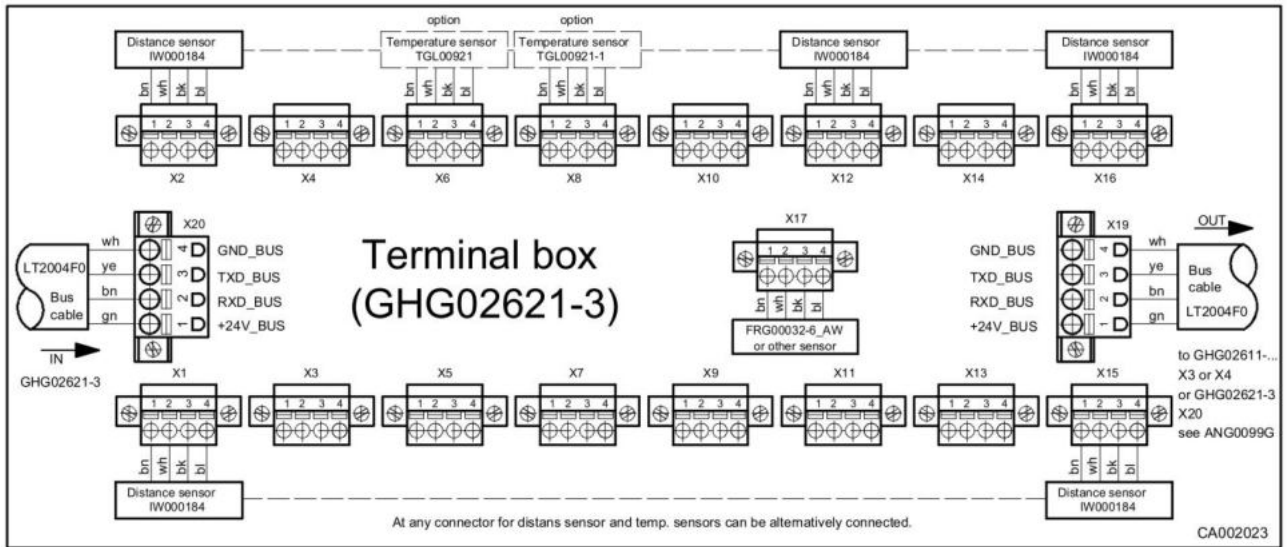 option
option
Distance sensor
IW000184
Temperature sensor
TGL00921
Temperature sensor
TGL00921-1
Distance sensor
IW000184
Distance sensor
IW000184
bn wh bk bl
bn wh bk bl
bn wh bk bl
bn wh bk bl
bn wh bk bl
1 2 3 4
1 2 3 4
1 2 3 4
1 2 3 4
1 2 3 4
1 2 3 4
1 2 3 4
1 2 3 4
X2 X4 X6 X8 X10 X12 X14 X16
X20
wh 4 GND_BUS
ye 3 TXD_BUS
bn 2 RXD_BUS
gn 1 +24V_BUS
LT2004F0
Bus
cable
IN
GHG02621-3
Terminal box
(GHG02621-3)
X17
1 2 3 4
bn wh bk bl
FRG00032-6_AW
or other sensor
X19
OUT
GND_BUS 4 wh
TXD_BUS 3 ye
RXD_BUS 2 bn
+24V_BUS 1 gn
Bus
cable
LT2004F0
to GHG02611-...
X3 or X4
or GHG02621-3
X20
see ANG0099G
X1 X3 X5 X7 X9 X11 X13 X15
1 2 3 4
1 2 3 4
1 2 3 4
1 2 3 4
1 2 3 4
1 2 3 4
1 2 3 4
1 2 3 4
bn wh bk bl
bn wh bk bl
Distance sensor
IW000184
Distance sensor
IW000184
At any connector for distans sensor and temp. sensors can be alternatively connected.
CA002023